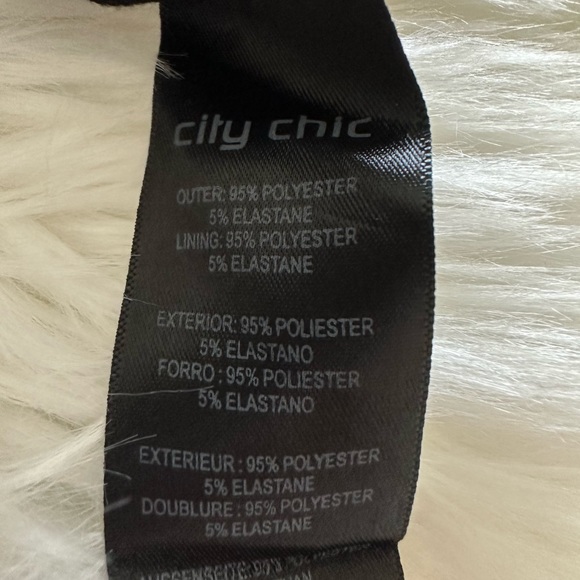 city chic
OUTER: 95% POLYESTER
5% ELASTANE
LINING: 95% POLYESTER
5% ELASTANE
EXTERIOR: 95% POLIESTER
5% ELASTANO
FORRO : 95% POLIESTER
5% ELASTANO
EXTERIEUR : 95% POLYESTER
5% ELASTANE
DOUBLURE : 95% POLYESTER
5% ELASTANE